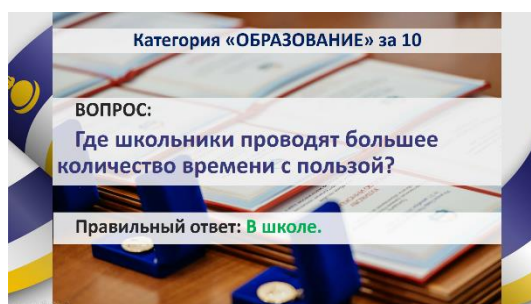 Категория «ОБРАЗОВАНИЕ» за 10
ВОПРОС:
Где школьники проводят большее
количество времени с пользой?
Правильный ответ: В школе.